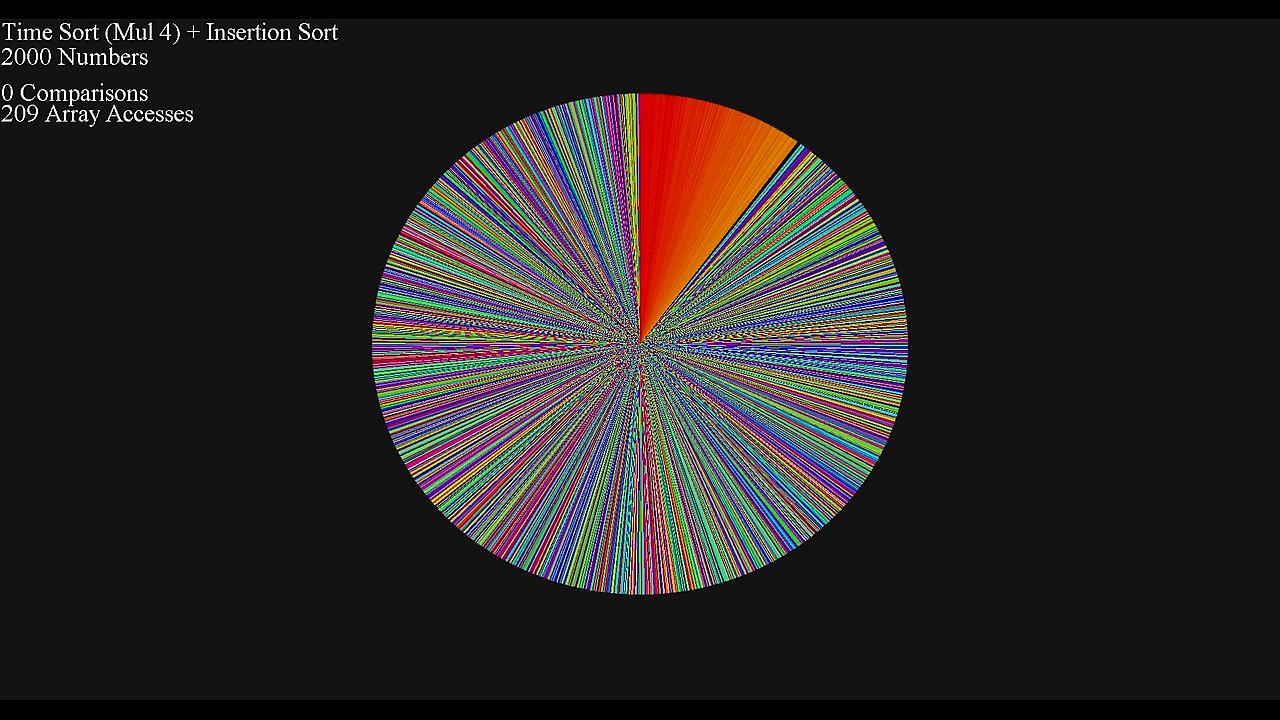 Time Sort (Mul 4) + Insertion Sort
2000 Numbers
0 Comparisons
209 Array Accesses